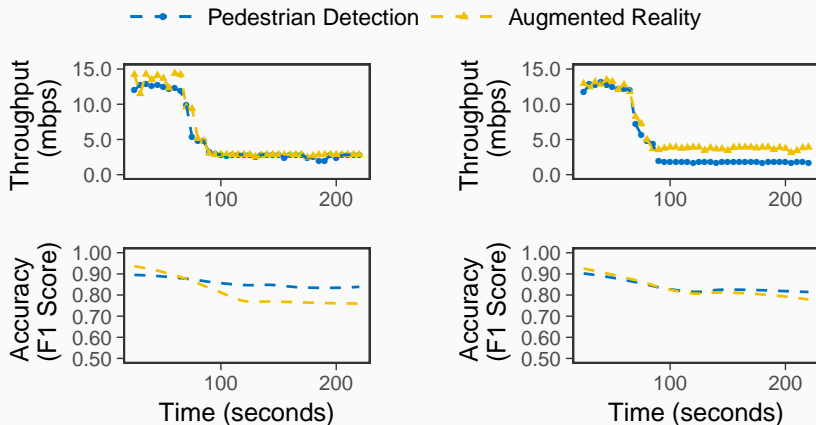 Pedestrian Detection Augmented Reality
Throughput
(mbps)
15.0
10.0
5.0
0.0
100 200
Throughput
(mbps)
15.0
10.0
5.0
0.0
100 200
Accuracy
(F1 Score)
1.00
0.90
0.80
0.70
0.60
0.50
100 200
Time (seconds)
Accuracy
(F1 Score)
1.00
0.90
0.80
0.70
0.60
0.50
100 200
Time (seconds)